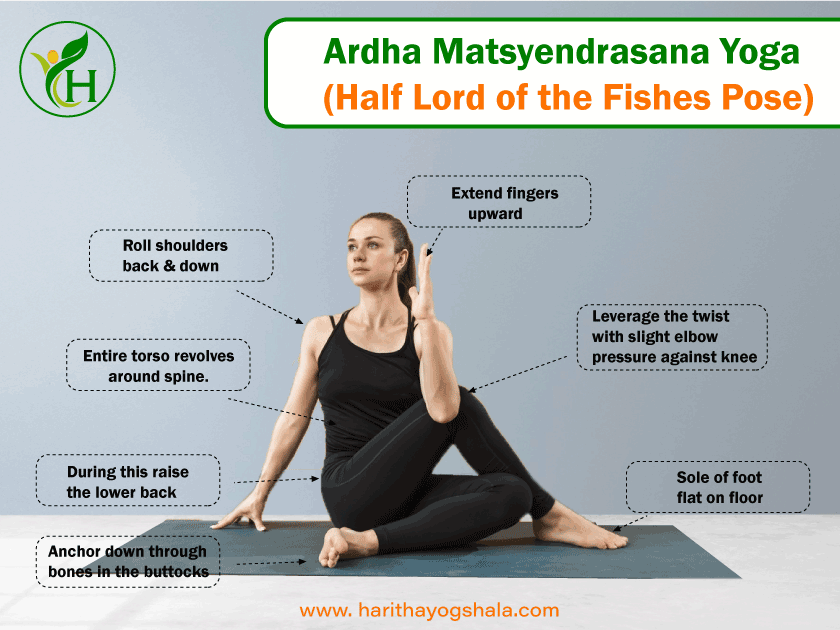 H
Ardha Matsyendrasana Yoga
(Half Lord of the Fishes Pose)
Extend fingers
upward
Roll shoulders
back & down
Leverage the twist
with slight elbow
pressure against knee
Entire torso revolves
around spine.
During this raise
the lower back
Sole of foot
flat on floor
Anchor down through
bones in the buttocks
www. harithayogshala.com